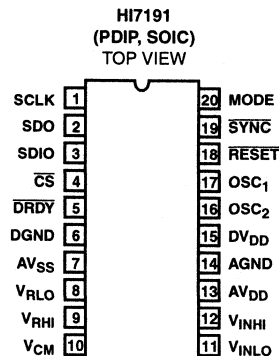 HI7191
(PDIP, SOIC)
TOP VIEW
SCLK 1 20 MODE
SDO 2 19 SYNC
SDIO 3 18 RESET
CS 4 17 OSC1
DRDY 5 16 OSC2
DGND 6 15 DVDD
AVSS 7 14 AGND
VRLO 8 13 AVDD
VRHI 9 12 VINHI
VCM 10 11 VINLO